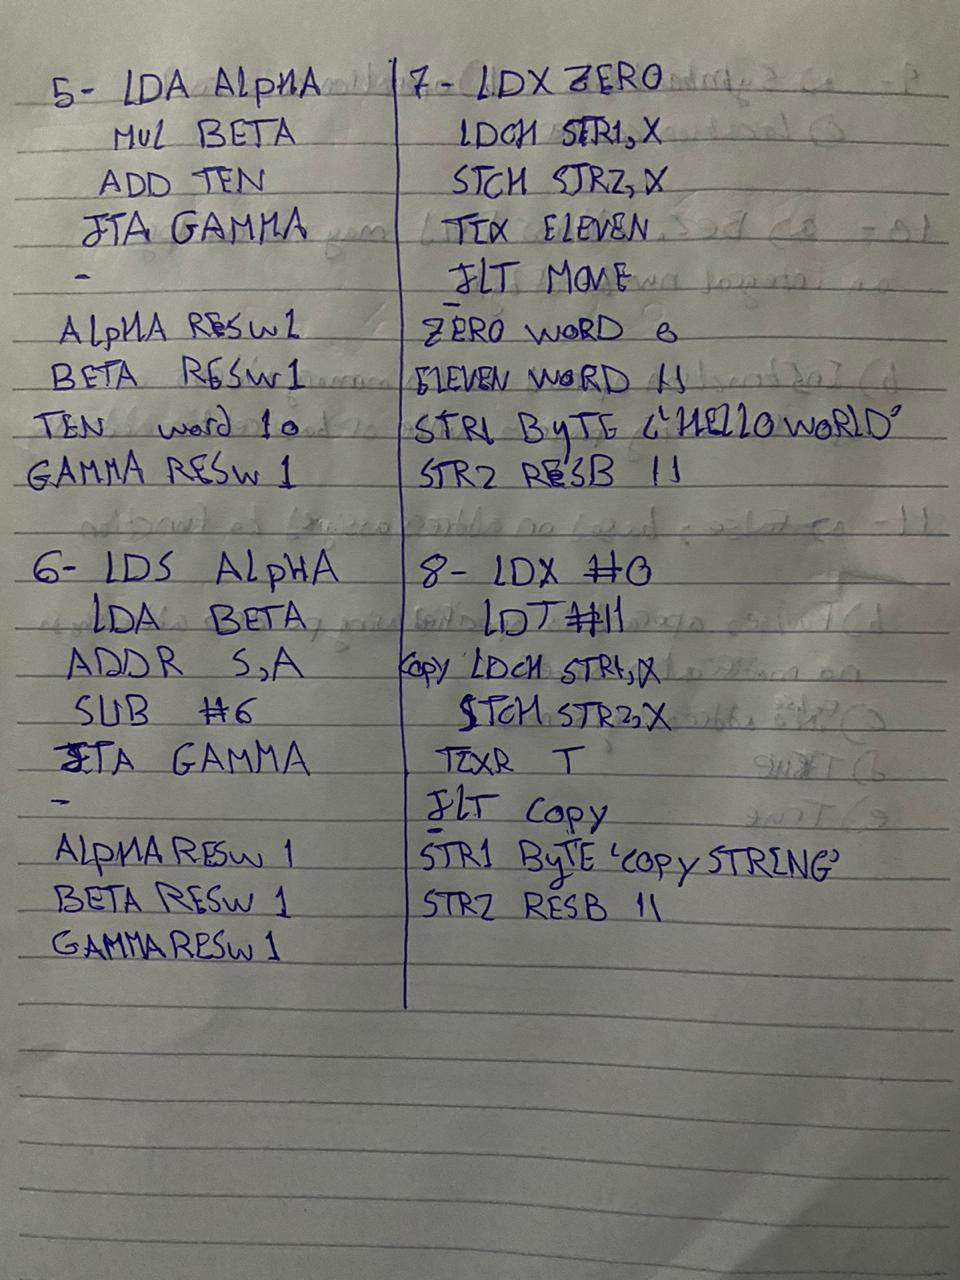 5- LDA ALPHA
MUL BETA
ADD TEN
STA GAMMA
-
ALPHA RESW 1
BETA RESW 1
TEN word 10
GAMMA RESW 1
6- LDS ALPHA
LDA BETA
ADDR S,A
SUB #6
STA GAMMA
-
ALPHA RESW 1
BETA RESW 1
GAMMA RESW 1
7- LDX ZERO
LDCH STR1,X
STCH STR2,X
TIX ELEVEN
JLT MOVE
ZERO WORD 0
ELEVEN WORD 11
STR1 BYTE C'HELLO WORLD'
STR2 RESB 11
8- LDX #0
LDT #11
Copy LDCH STR1,X
STCH STR2,X
TIXR T
JLT Copy
STR1 BYTE 'COPY STRING'
STR2 RESB 11